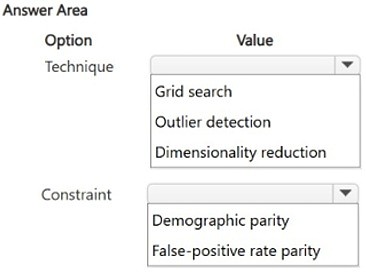 Answer Area
Option Value
Technique
Grid search
Outlier detection
Dimensionality reduction
Constraint
Demographic parity
False-positive rate parity